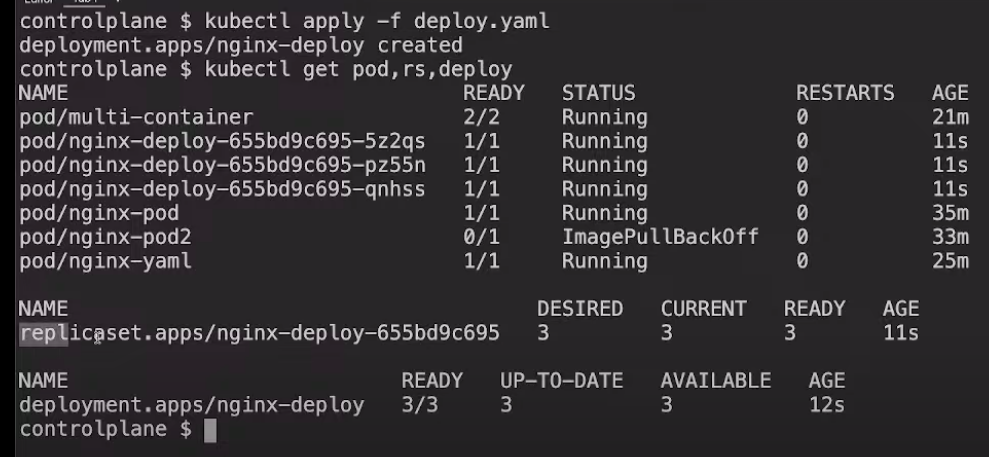 controlplane $ kubectl apply -f deploy.yaml
deployment.apps/nginx-deploy created
controlplane $ kubectl get pod,rs,deploy
NAME READY STATUS RESTARTS AGE
pod/multi-container 2/2 Running 0 21m
pod/nginx-deploy-655bd9c695-5z2qs 1/1 Running 0 11s
pod/nginx-deploy-655bd9c695-pz55n 1/1 Running 0 11s
pod/nginx-deploy-655bd9c695-qnhss 1/1 Running 0 11s
pod/nginx-pod 1/1 Running 0 35m
pod/nginx-pod2 0/1 ImagePullBackOff 0 33m
pod/nginx-yaml 1/1 Running 0 25m
NAME DESIRED CURRENT READY AGE
replicaset.apps/nginx-deploy-655bd9c695 3 3 3 11s
NAME READY UP-TO-DATE AVAILABLE AGE
deployment.apps/nginx-deploy 3/3 3 3 12s
controlplane $